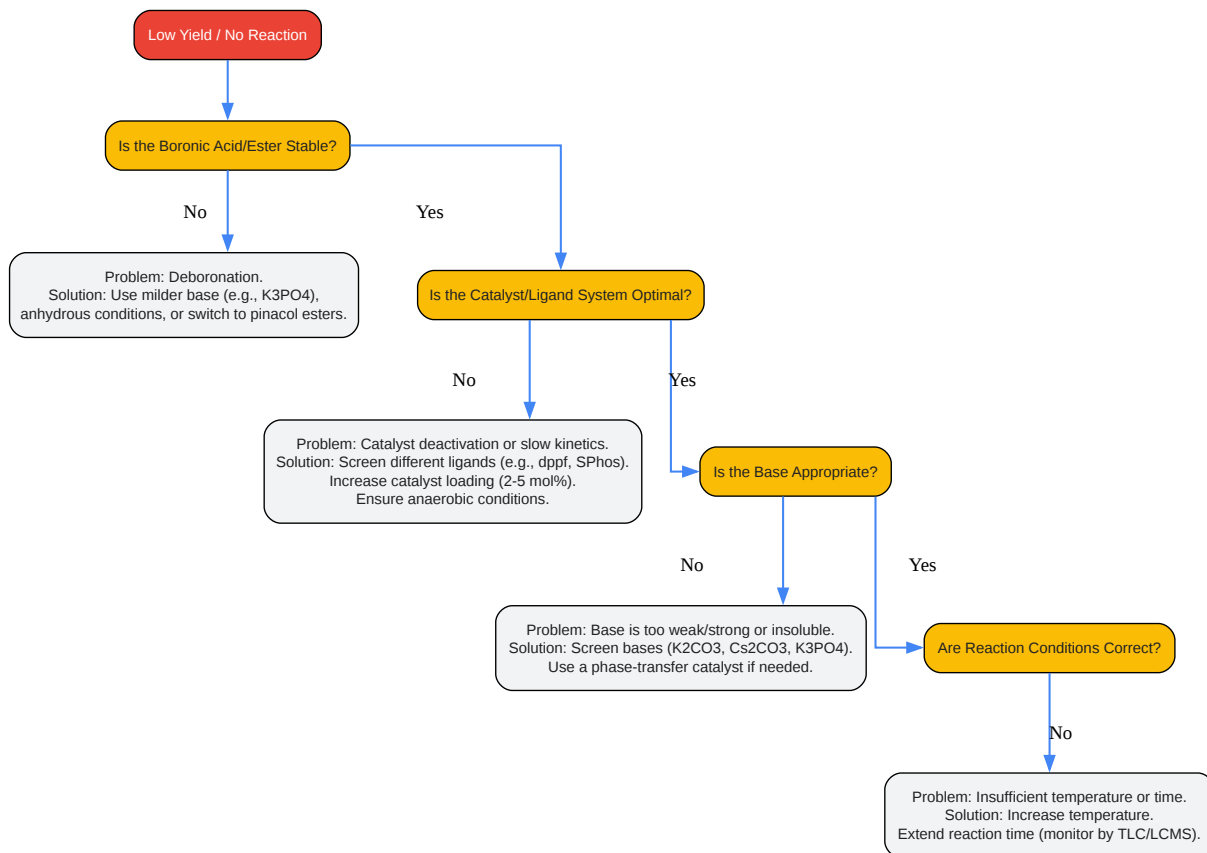 Low Yield / No Reaction
Is the Boronic Acid/Ester Stable?
No
Yes
Problem: Deboronation.
Solution: Use milder base (e.g., K3PO4),
anhydrous conditions, or switch to pinacol esters.
Is the Catalyst/Ligand System Optimal?
No
Yes
Problem: Catalyst deactivation or slow kinetics.
Solution: Screen different ligands (e.g., dppf, SPhos).
Increase catalyst loading (2-5 mol%).
Ensure anaerobic conditions.
Is the Base Appropriate?
No
Yes
Problem: Base is too weak/strong or insoluble.
Solution: Screen bases (K2CO3, Cs2CO3, K3PO4).
Use a phase-transfer catalyst if needed.
Are Reaction Conditions Correct?
No
Problem: Insufficient temperature or time.
Solution: Increase temperature.
Extend reaction time (monitor by TLC/LCMS).